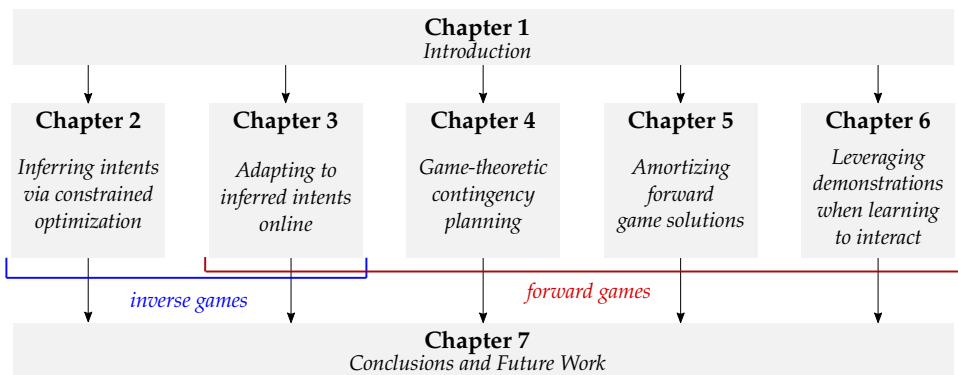 Chapter 1
Introduction
Chapter 2
Inferring intents
via constrained
optimization
Chapter 3
Adapting to
inferred intents
online
Chapter 4
Game-theoretic
contingency
planning
Chapter 5
Amortizing
forward
game solutions
Chapter 6
Leveraging
demonstrations
when learning
to interact
inverse games
forward games
Chapter 7
Conclusions and Future Work